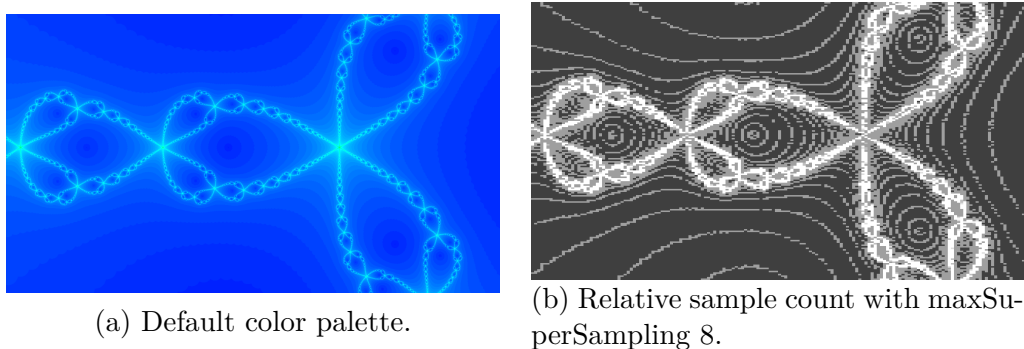 (a) Default color palette.
(b) Relative sample count with maxSu-
perSampling 8.